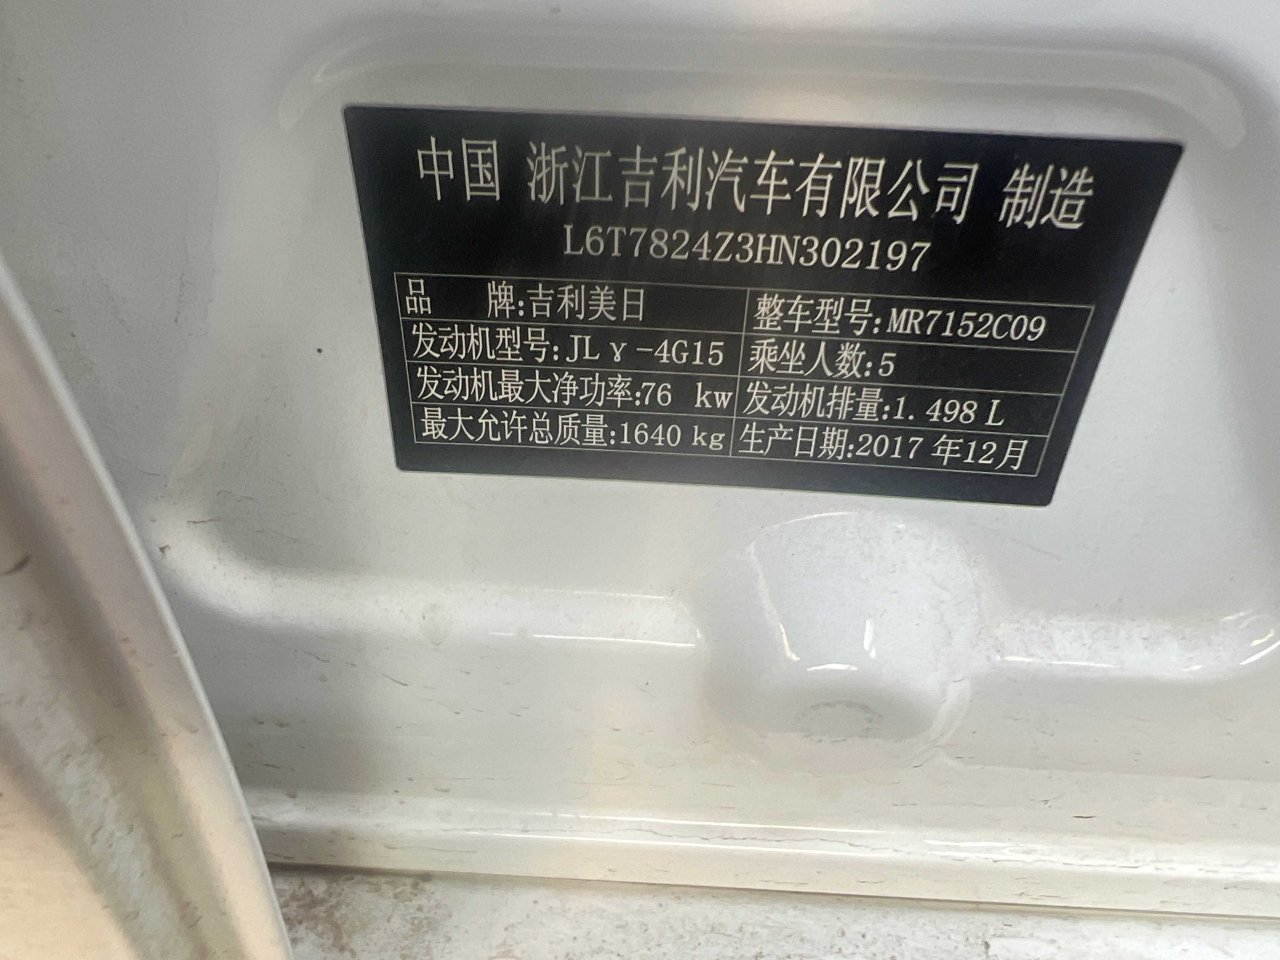 中国 浙江吉利汽车有限公司 制造
L6T7824Z3HN302197
品 牌:吉利美日 整车型号:MR7152C09
发动机型号:JLγ-4G15 乘坐人数:5
发动机最大净功率:76 kw 发动机排量:1.498 L
最大允许总质量:1640 kg 生产日期:2017 年12月